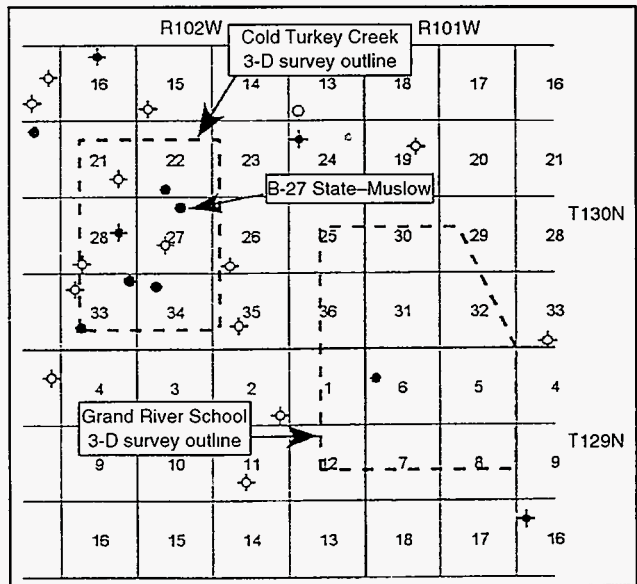 R102W R101W
Cold Turkey Creek
3-D survey outline
16 15 14 13 18 17 16
21 22 23 24 19 20 21
B-27 State–Muslow
T130N
28 27 26 25 30 29 28
33 34 35 36 31 32 33
4 3 2 1 6 5 4
Grand River School
3-D survey outline
T129N
9 10 11 12 7 8 9
16 15 14 13 18 17 16